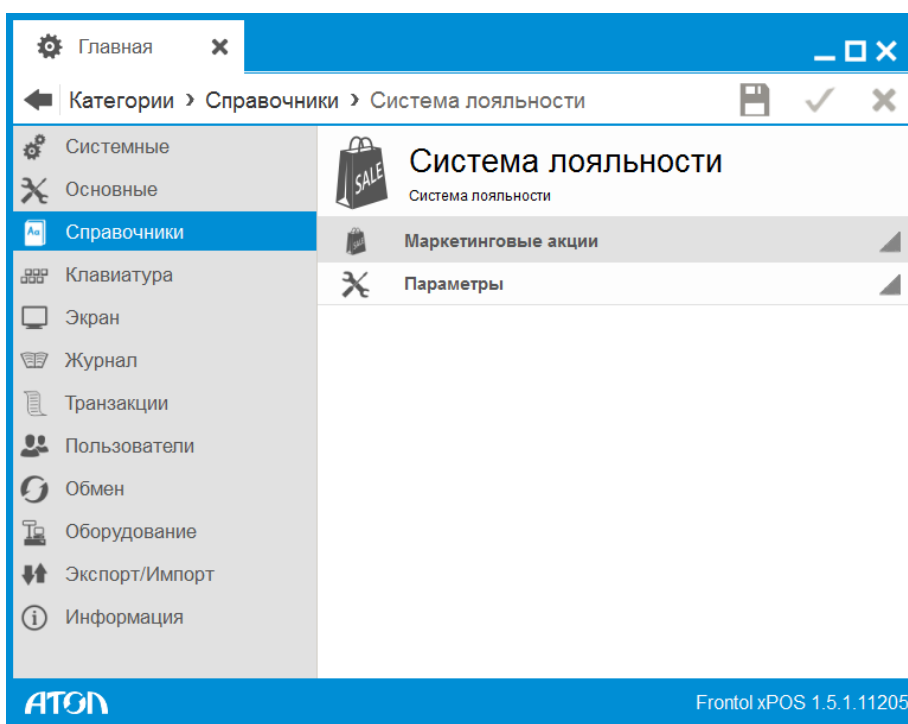 Главная
Категории › Справочники › Система лояльности
Системные
Основные
Справочники
Клавиатура
Экран
Журнал
Транзакции
Пользователи
Обмен
Оборудование
Экспорт/Импорт
Информация
SALE
Система лояльности
Система лояльности
Маркетинговые акции
Параметры
ATOL
Frontol xPOS 1.5.1.11205